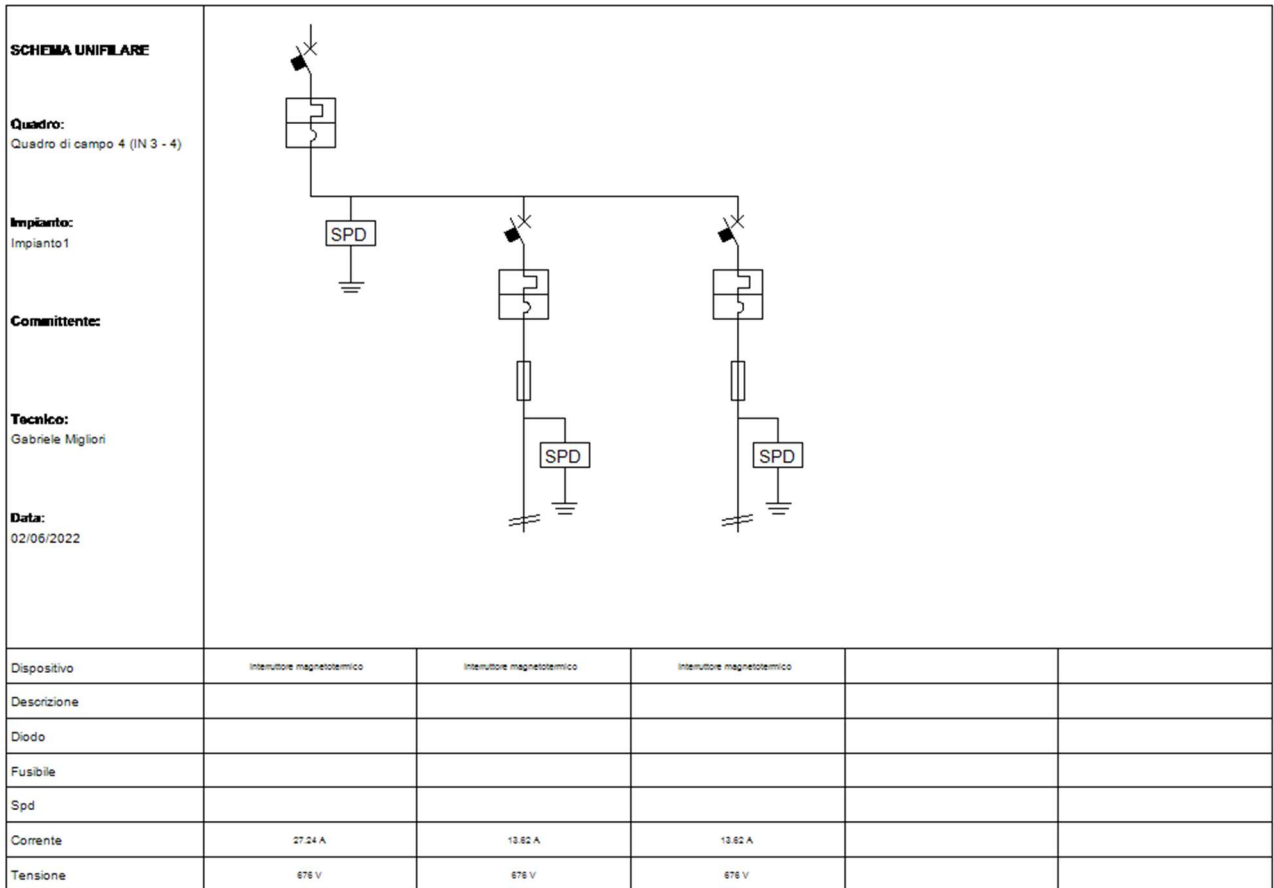 SCHEMA UNIFILARE
Quadro:
Quadro di campo 4 (IN 3 - 4)
Impianto:
Impianto1
Committente:
Tecnico:
Gabriele Migliori
Data:
02/06/2022
SPD
SPD
SPD
Dispositivo Interruttore magnetotermico Interruttore magnetotermico Interruttore magnetotermico
Descrizione
Diodo
Fusibile
Spd
Corrente 27.24 A 13.62 A 13.62 A
Tensione 676 V 676 V 676 V